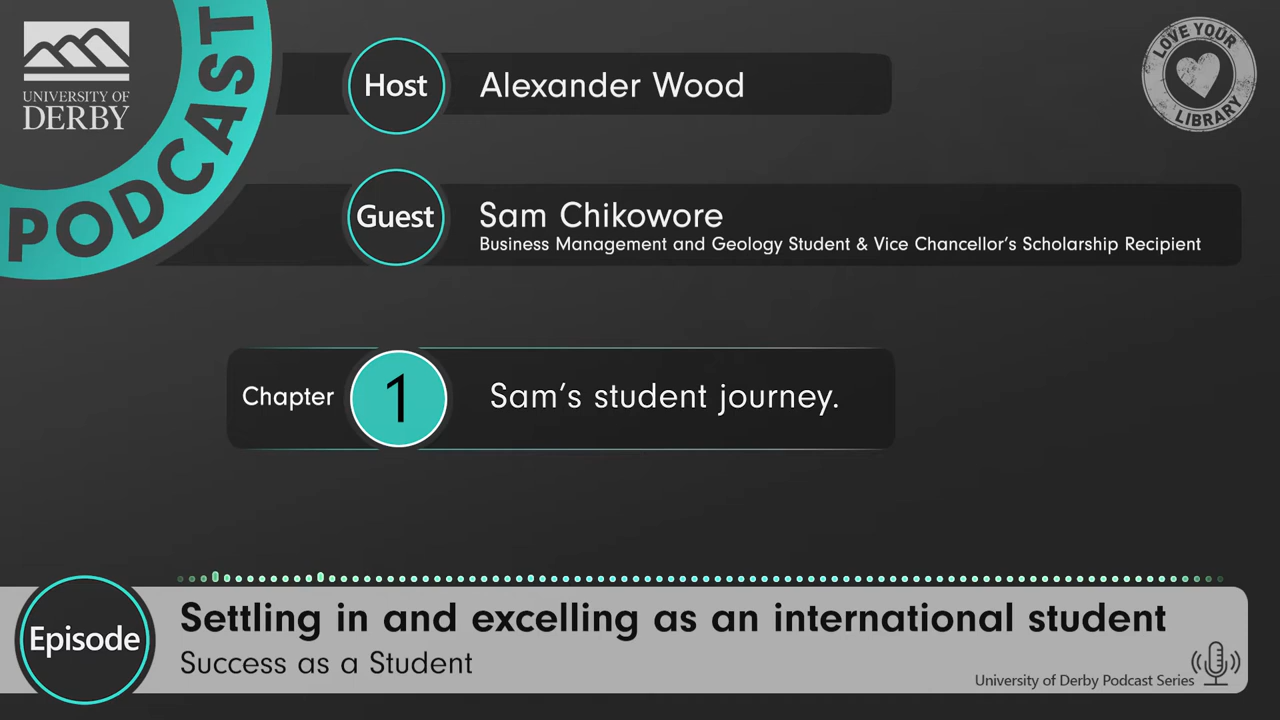 PODCAST
UNIVERSITY OF
DERBY
LOVE YOUR
LIBRARY
Host
Alexander Wood
Guest
Sam Chikowore
Business Management and Geology Student & Vice Chancellor's Scholarship Recipient
Chapter 1 Sam's student journey.
Episode
Settling in and excelling as an international student
Success as a Student
University of Derby Podcast Series